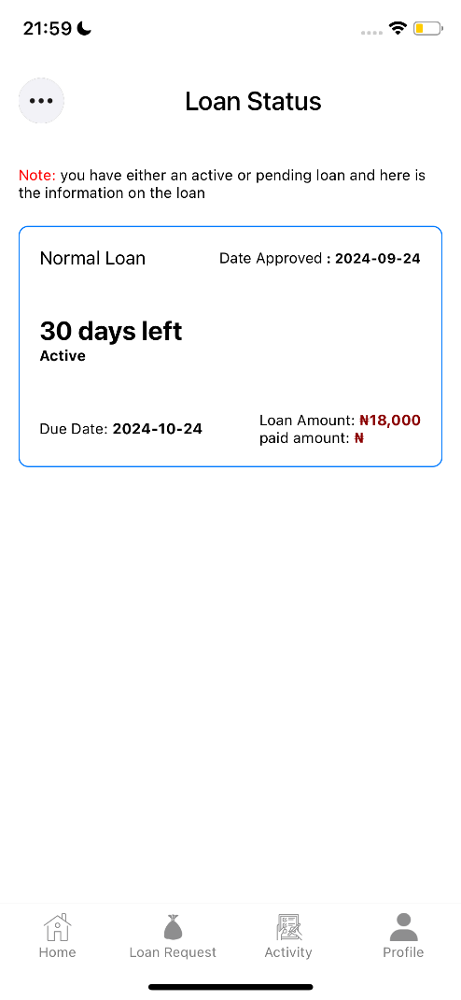 21:59
Loan Status
Note: you have either an active or pending loan and here is
the information on the loan
Normal Loan
Date Approved : 2024-09-24
30 days left
Active
Due Date: 2024-10-24
Loan Amount: ₦18,000
paid amount: ₦
Home
Loan Request
Activity
Profile